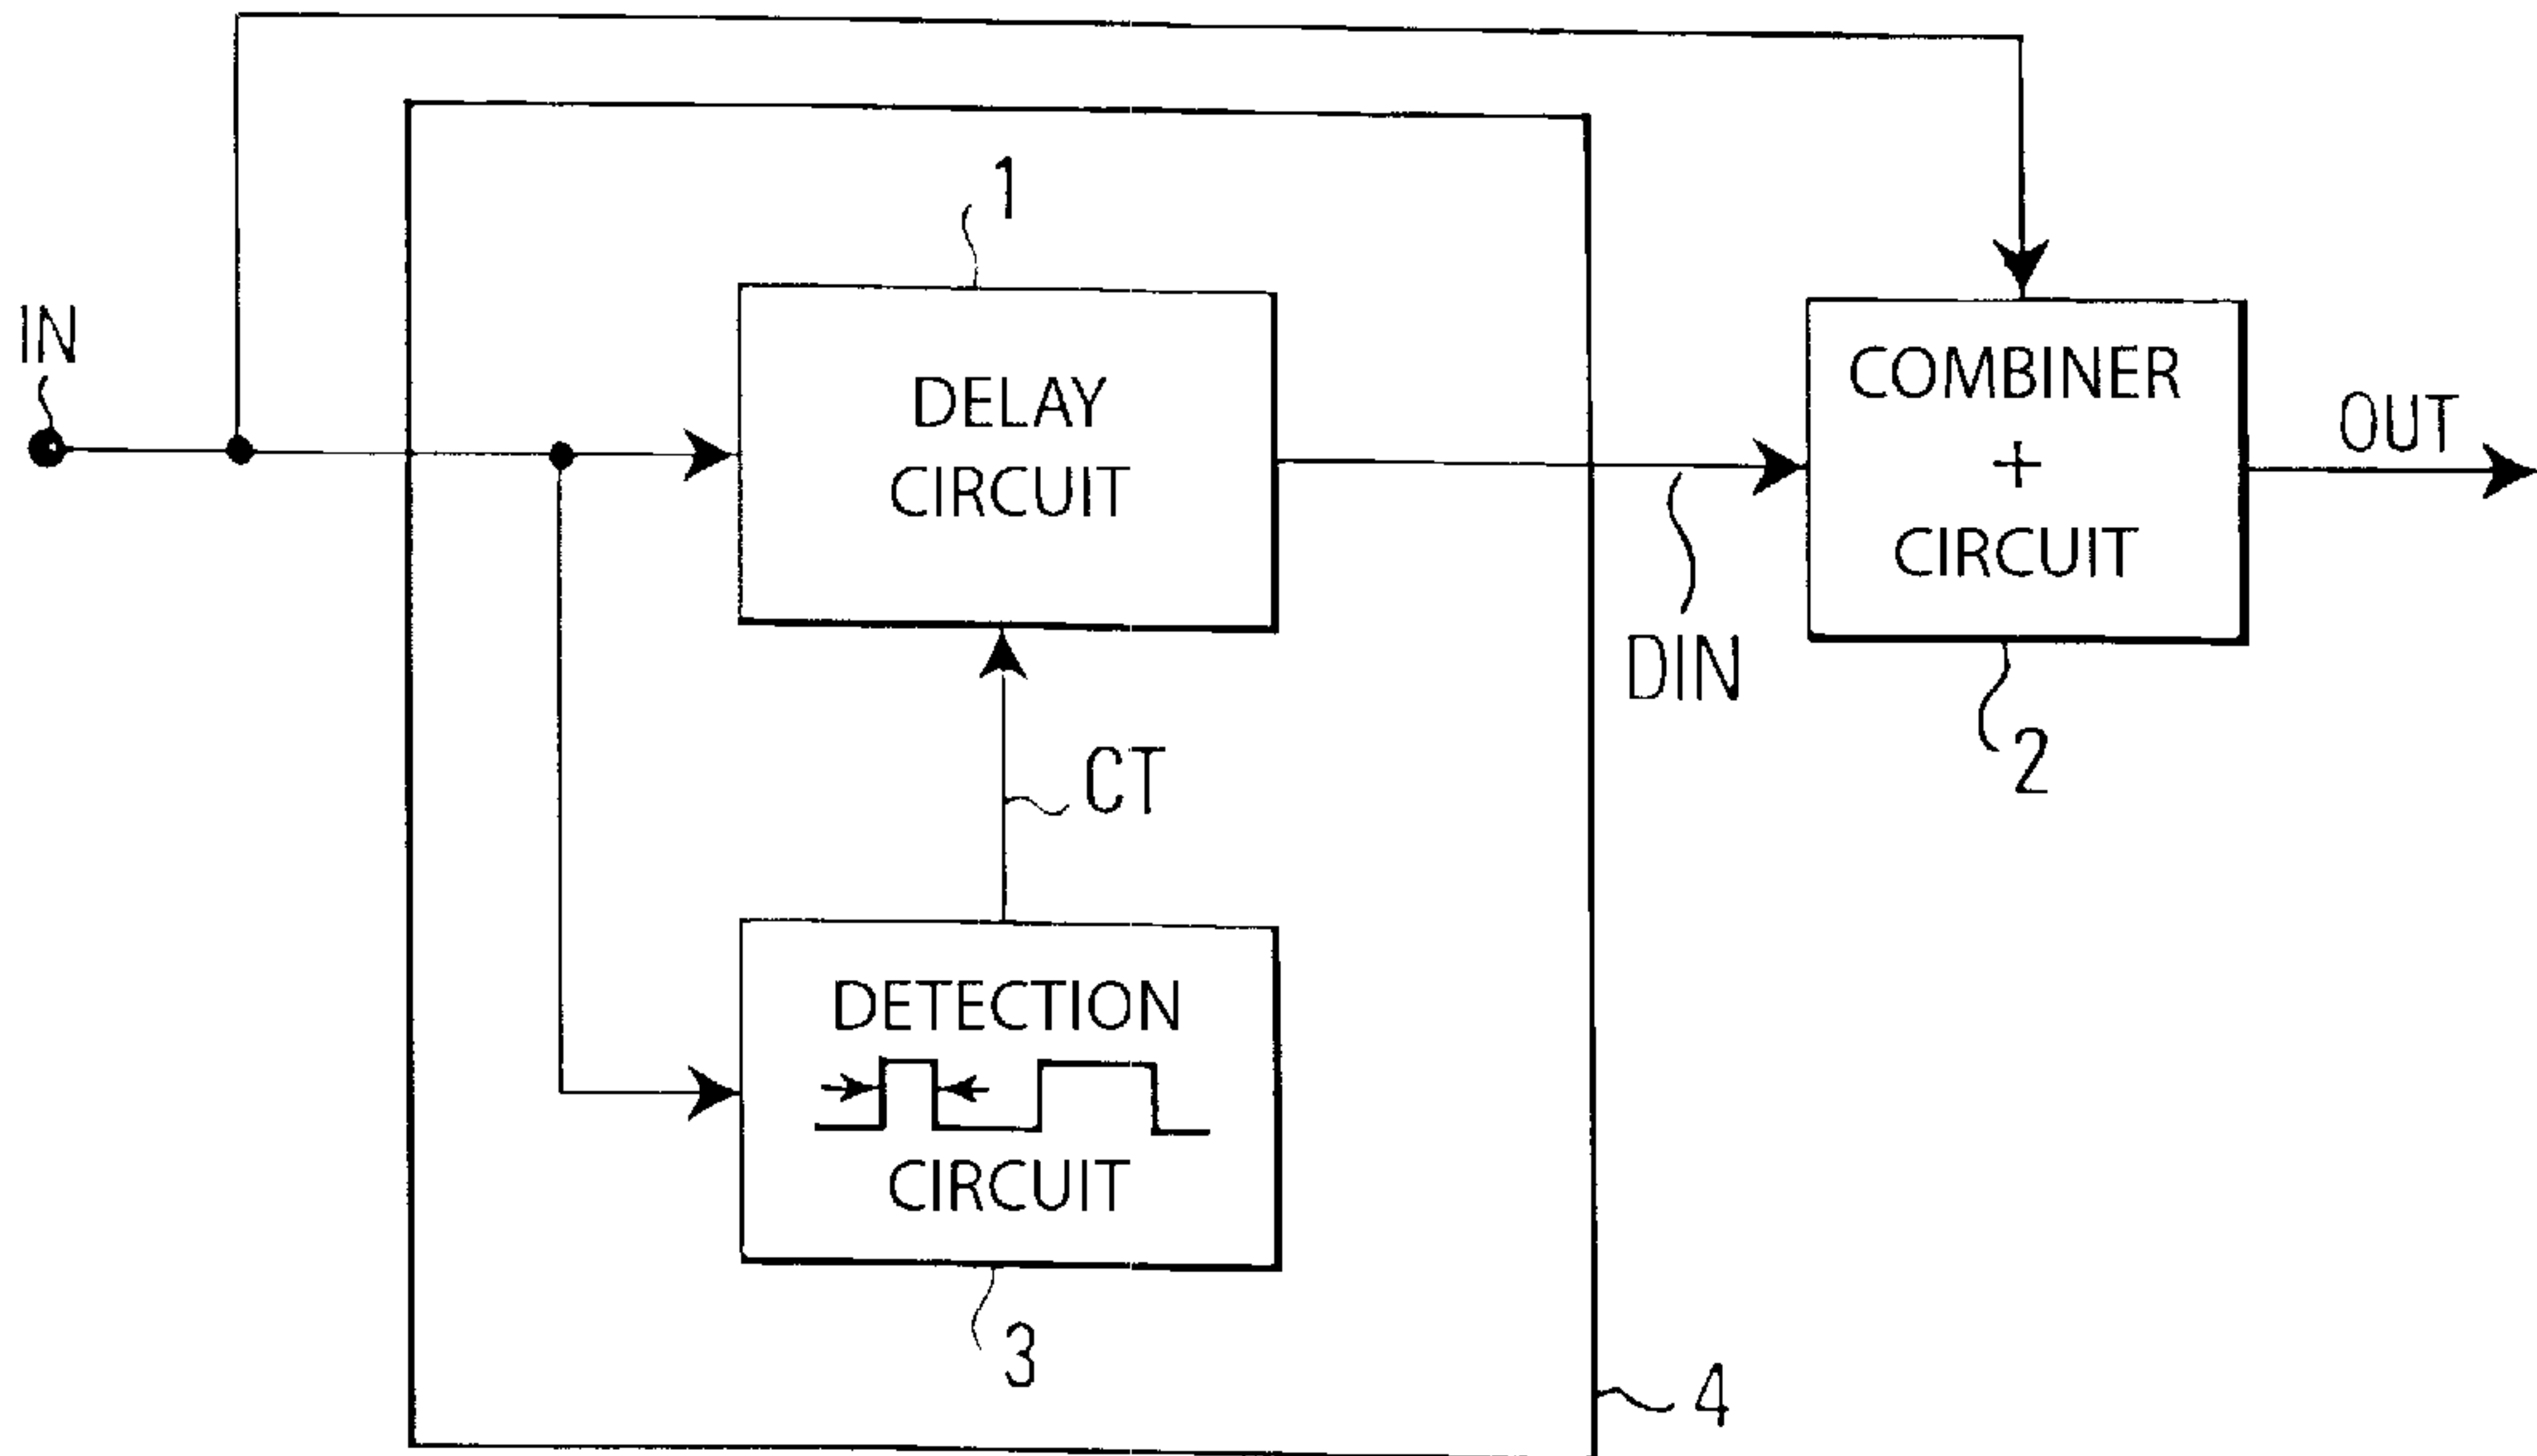 1
IN
DELAY
CIRCUIT
COMBINER
+
CIRCUIT
OUT
DIN
2
CT
DETECTION
CIRCUIT
3
4